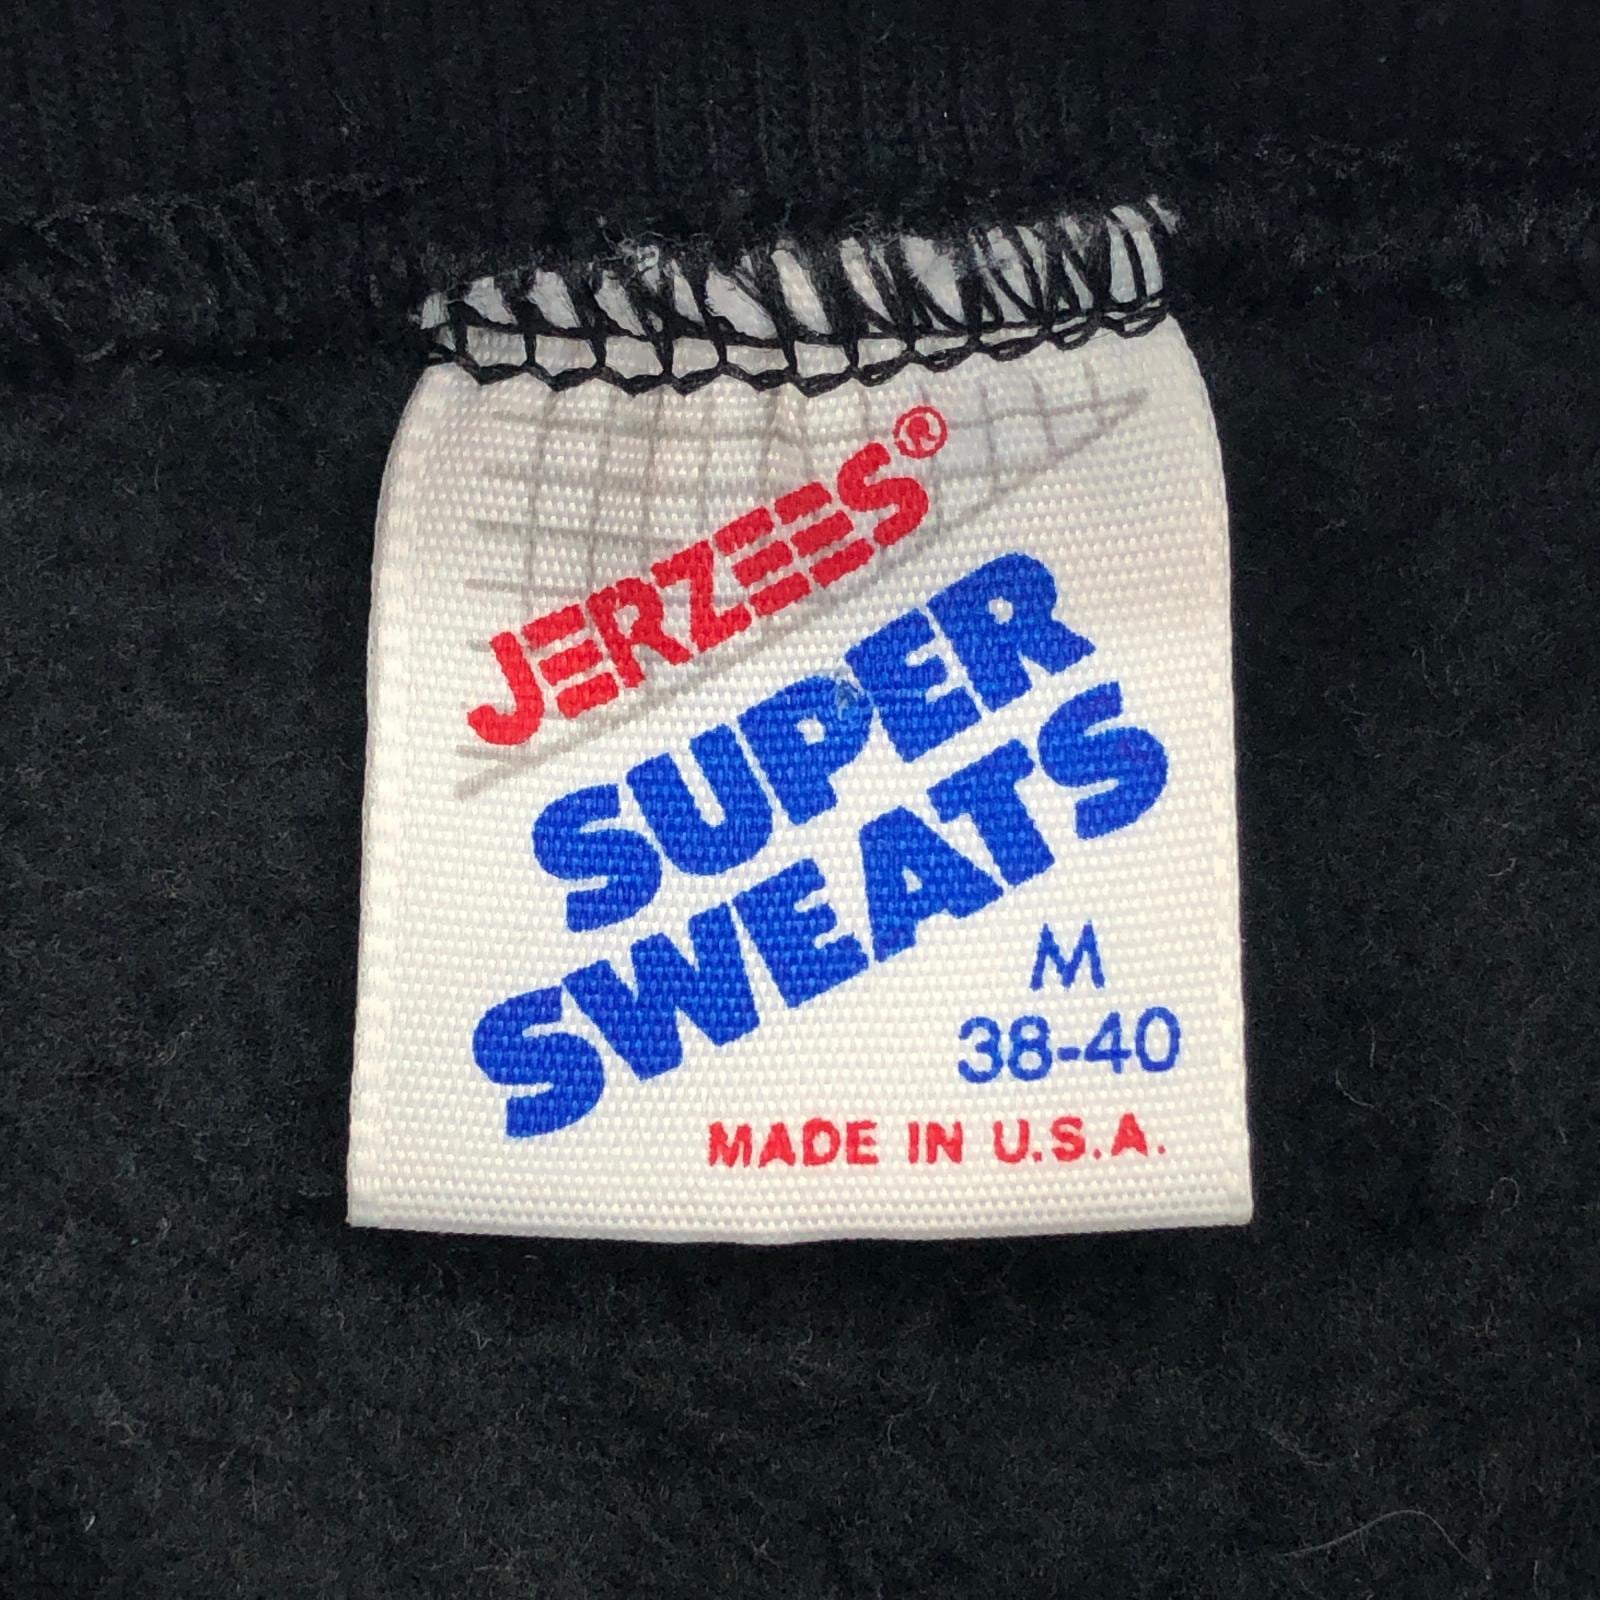 JERZEES®
SUPER
SWEATS
M
38-40
MADE IN U.S.A.